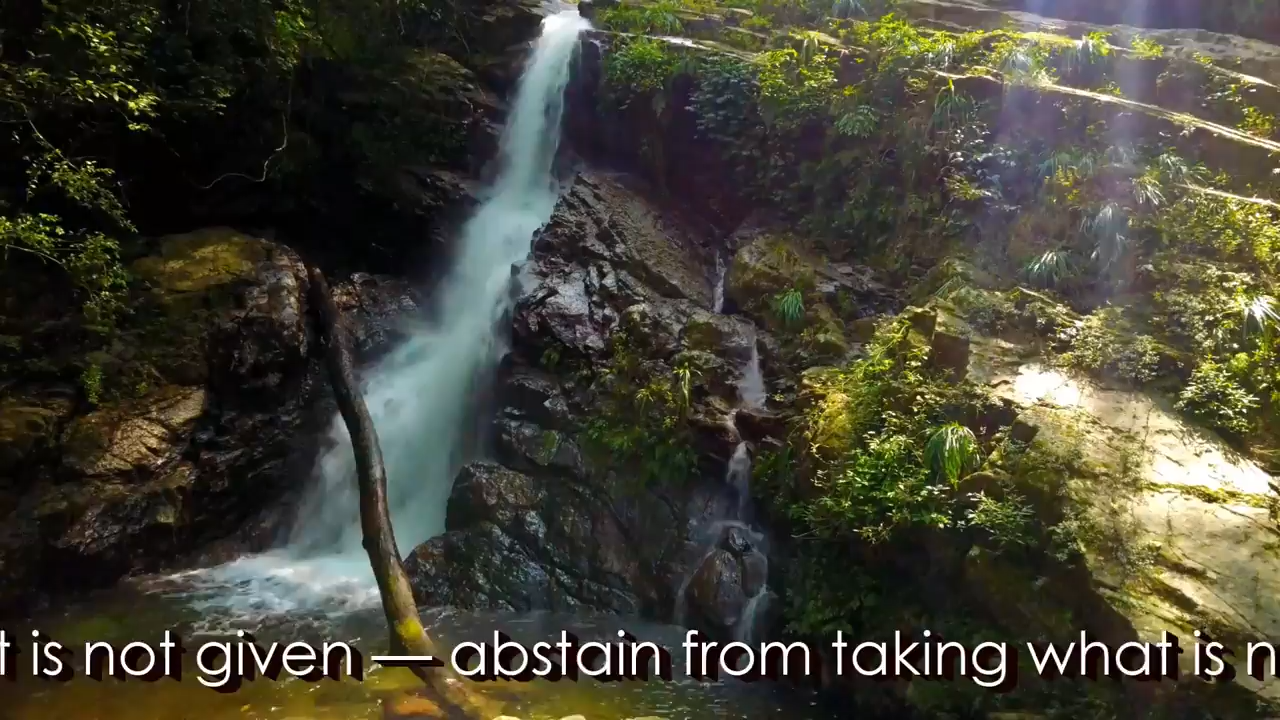 t is not given — abstain from taking what is n